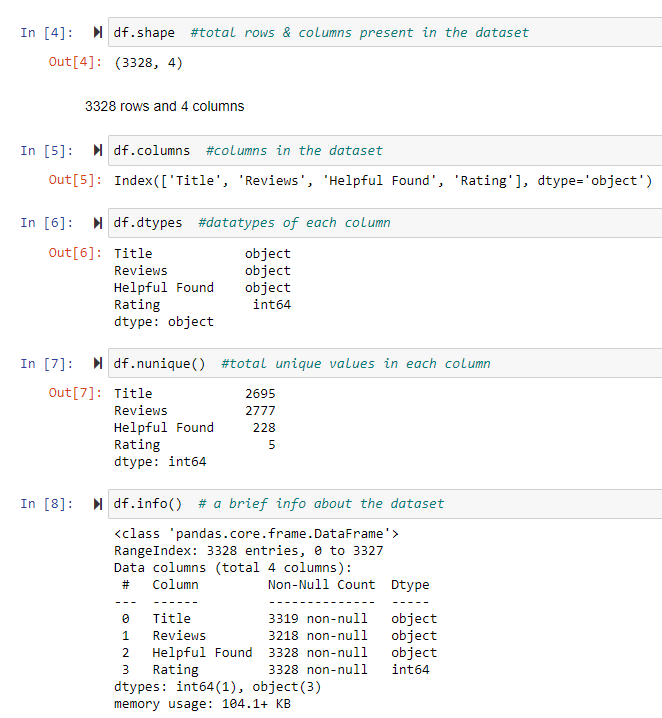 In [4]: df.shape #total rows & columns present in the dataset
Out[4]: (3328, 4)
3328 rows and 4 columns
In [5]: df.columns #columns in the dataset
Out[5]: Index(['Title', 'Reviews', 'Helpful Found', 'Rating'], dtype='object')
In [6]: df.dtypes #datatypes of each column
Out[6]: Title object
Reviews object
Helpful Found object
Rating int64
dtype: object
In [7]: df.nunique() #total unique values in each column
Out[7]: Title 2695
Reviews 2777
Helpful Found 228
Rating 5
dtype: int64
In [8]: df.info() # a brief info about the dataset
<class 'pandas.core.frame.DataFrame'>
RangeIndex: 3328 entries, 0 to 3327
Data columns (total 4 columns):
# Column Non-Null Count Dtype
--- ------ -------------- -----
0 Title 3319 non-null object
1 Reviews 3218 non-null object
2 Helpful Found 3328 non-null object
3 Rating 3328 non-null int64
dtypes: int64(1), object(3)
memory usage: 104.1+ KB